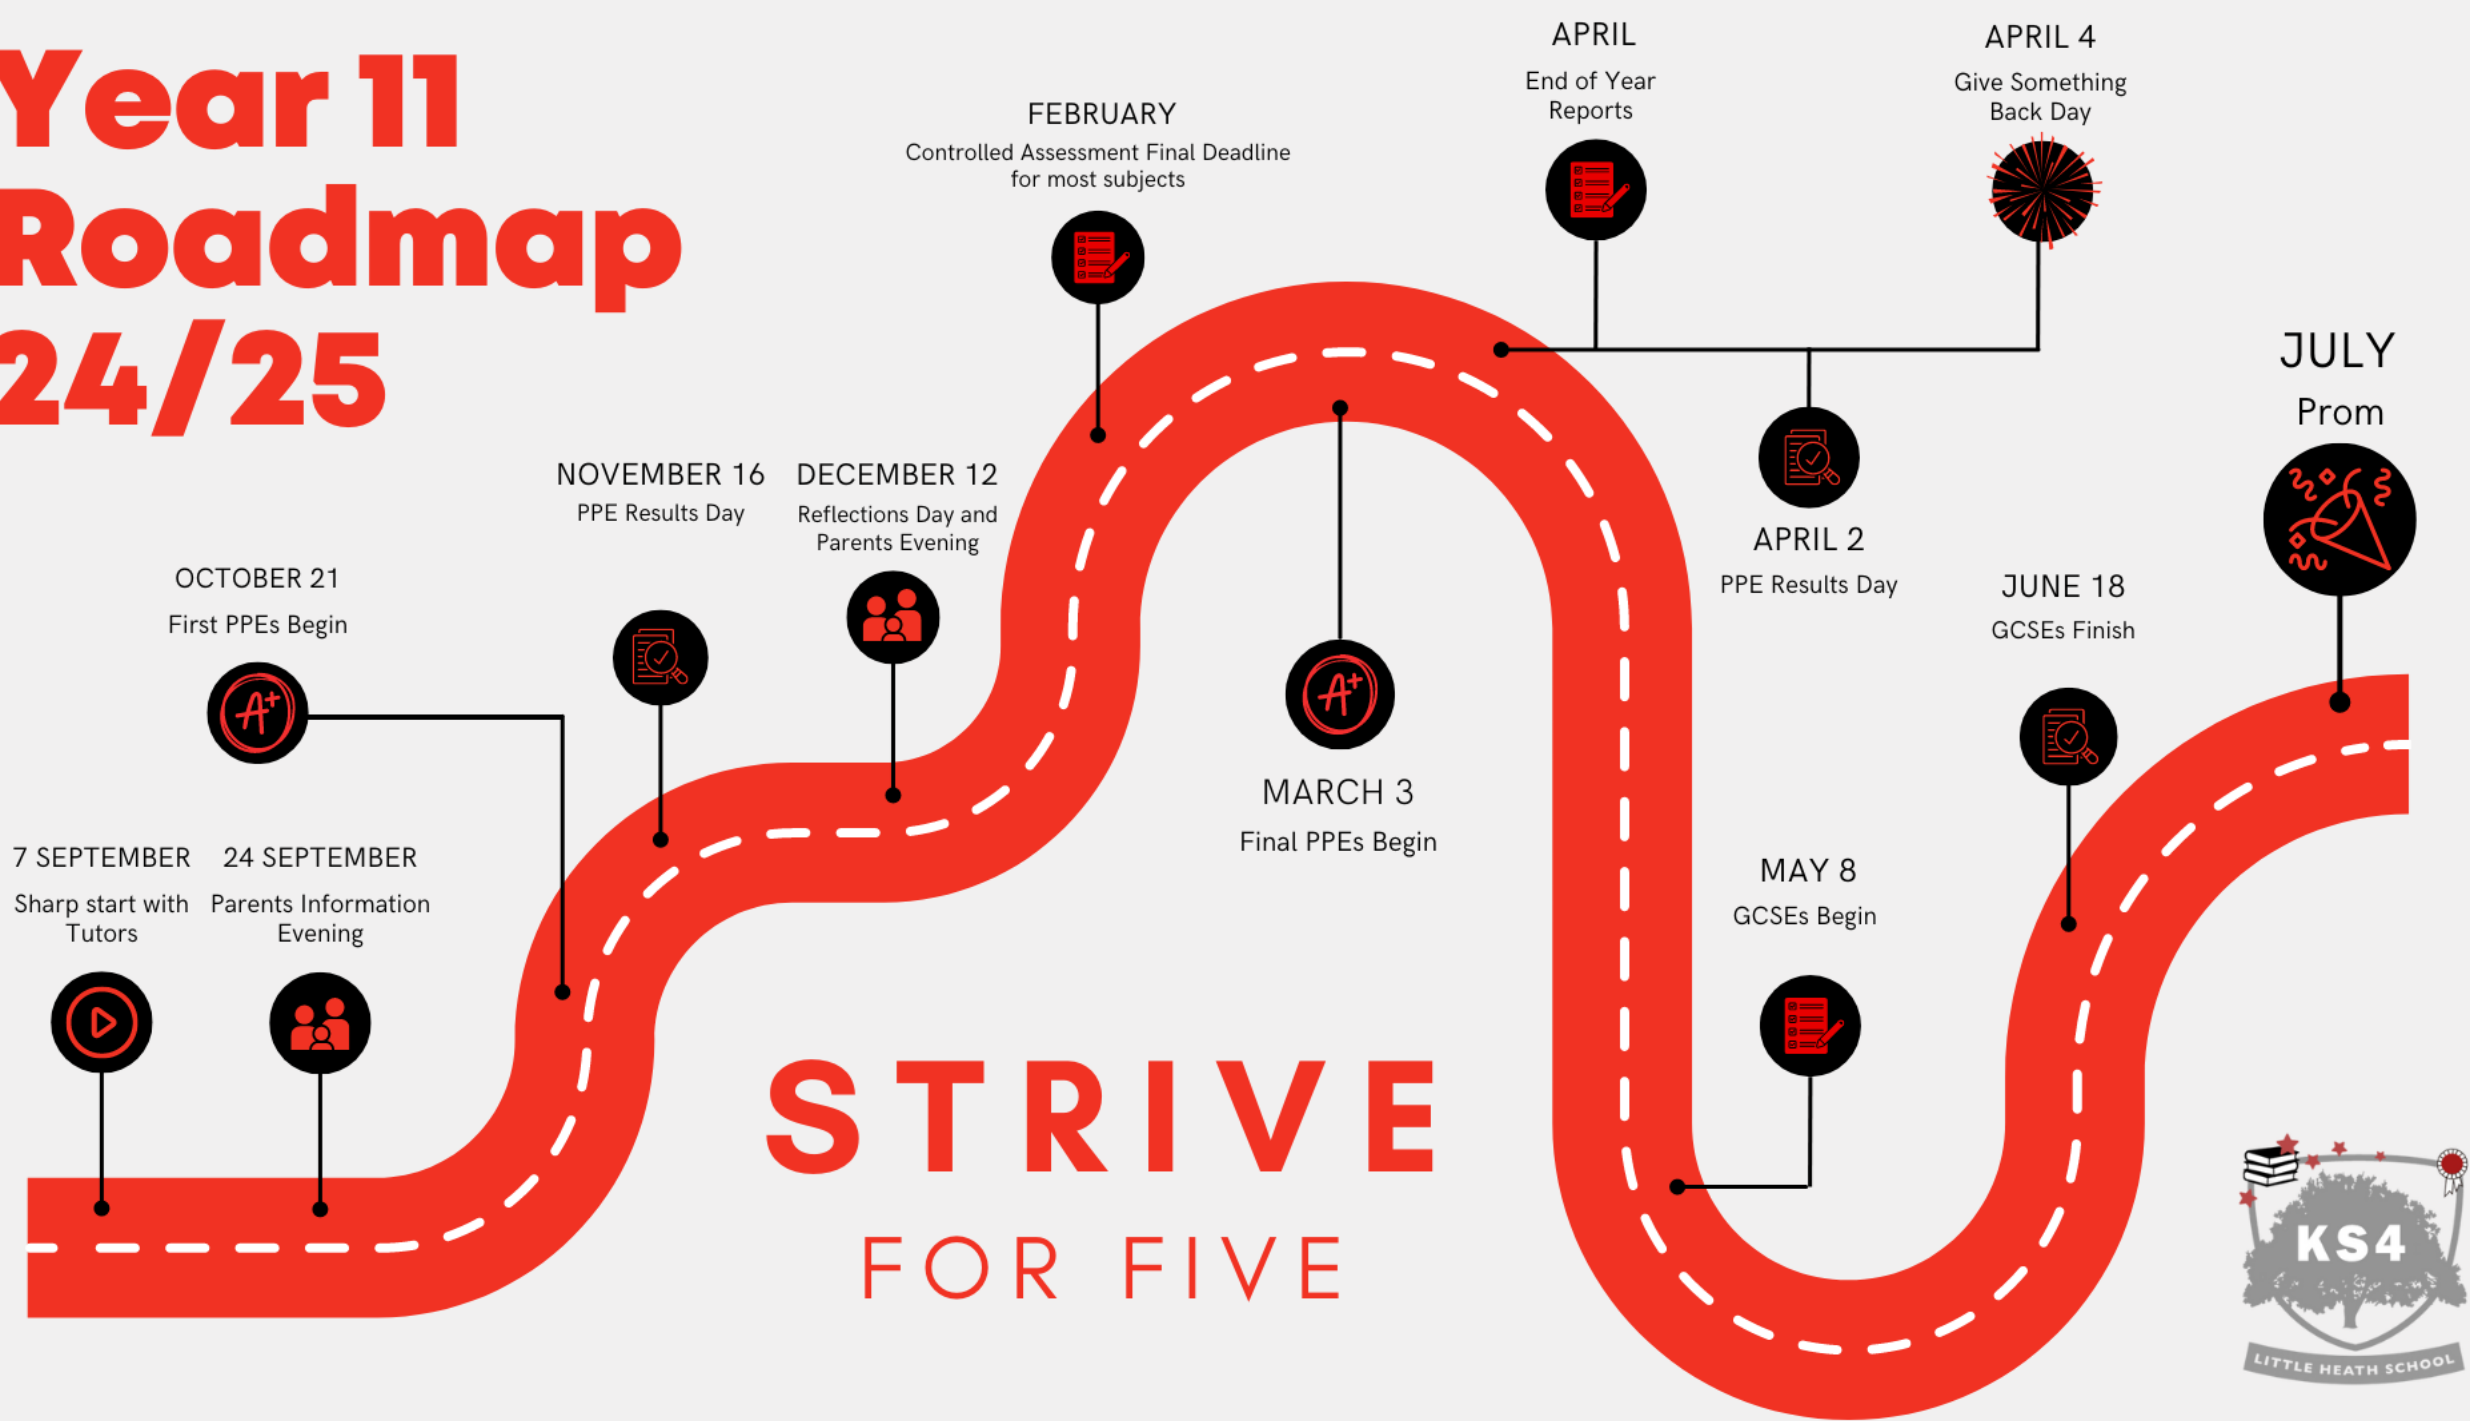 Year 11
Roadmap
24/25
7 SEPTEMBER
Sharp start with
Tutors
24 SEPTEMBER
Parents Information
Evening
OCTOBER 21
First PPEs Begin
A+
NOVEMBER 16
PPE Results Day
DECEMBER 12
Reflections Day and
Parents Evening
FEBRUARY
Controlled Assessment Final Deadline
for most subjects
MARCH 3
Final PPEs Begin
A+
APRIL
End of Year
Reports
APRIL 2
PPE Results Day
APRIL 4
Give Something
Back Day
MAY 8
GCSEs Begin
JUNE 18
GCSEs Finish
JULY
Prom
STRIVE
FOR FIVE
KS4
LITTLE HEATH SCHOOL